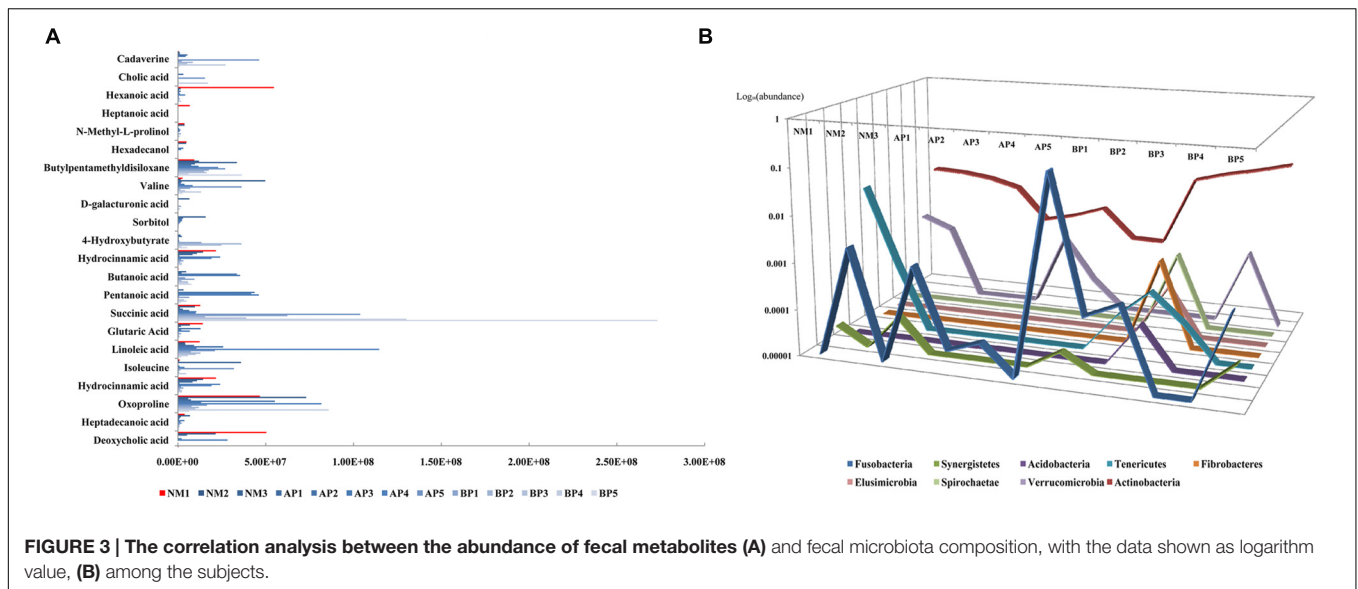 A
Cadaverine
Cholic acid
Hexanoic acid
Heptanoic acid
N-Methyl-L-prolinol
Hexadecanol
Butylpentamethyldisiloxane
Valine
D-galacturonic acid
Sorbitol
4-Hydroxybutyrate
Hydrocinnamic acid
Butanoic acid
Pentanoic acid
Succinic acid
Glutaric Acid
Linoleic acid
Isoleucine
Hydrocinnamic acid
Oxoproline
Heptadecanoic acid
Deoxycholic acid
0.00E+00 5.00E+07 1.00E+08 1.50E+08 2.00E+08 2.50E+08 3.00E+08
NM1 NM2 NM3 AP1 AP2 AP3 AP4 AP5 BP1 BP2 BP3 BP4 BP5
B
(abundance)
1
NM1 NM2 NM3 AP1 AP2 AP3 AP4 AP5 BP1 BP2 BP3 BP4 BP5
0.1
0.01
0.001
0.0001
0.00001
Fusobacteria Synergistetes Acidobacteria Tenericutes Fibrobacteres
Elusimicrobia Spirochaetae Verrucomicrobia Actinobacteria
FIGURE 3 | The correlation analysis between the abundance of fecal metabolites (A) and fecal microbiota composition, with the data shown as logarithm
value, (B) among the subjects.